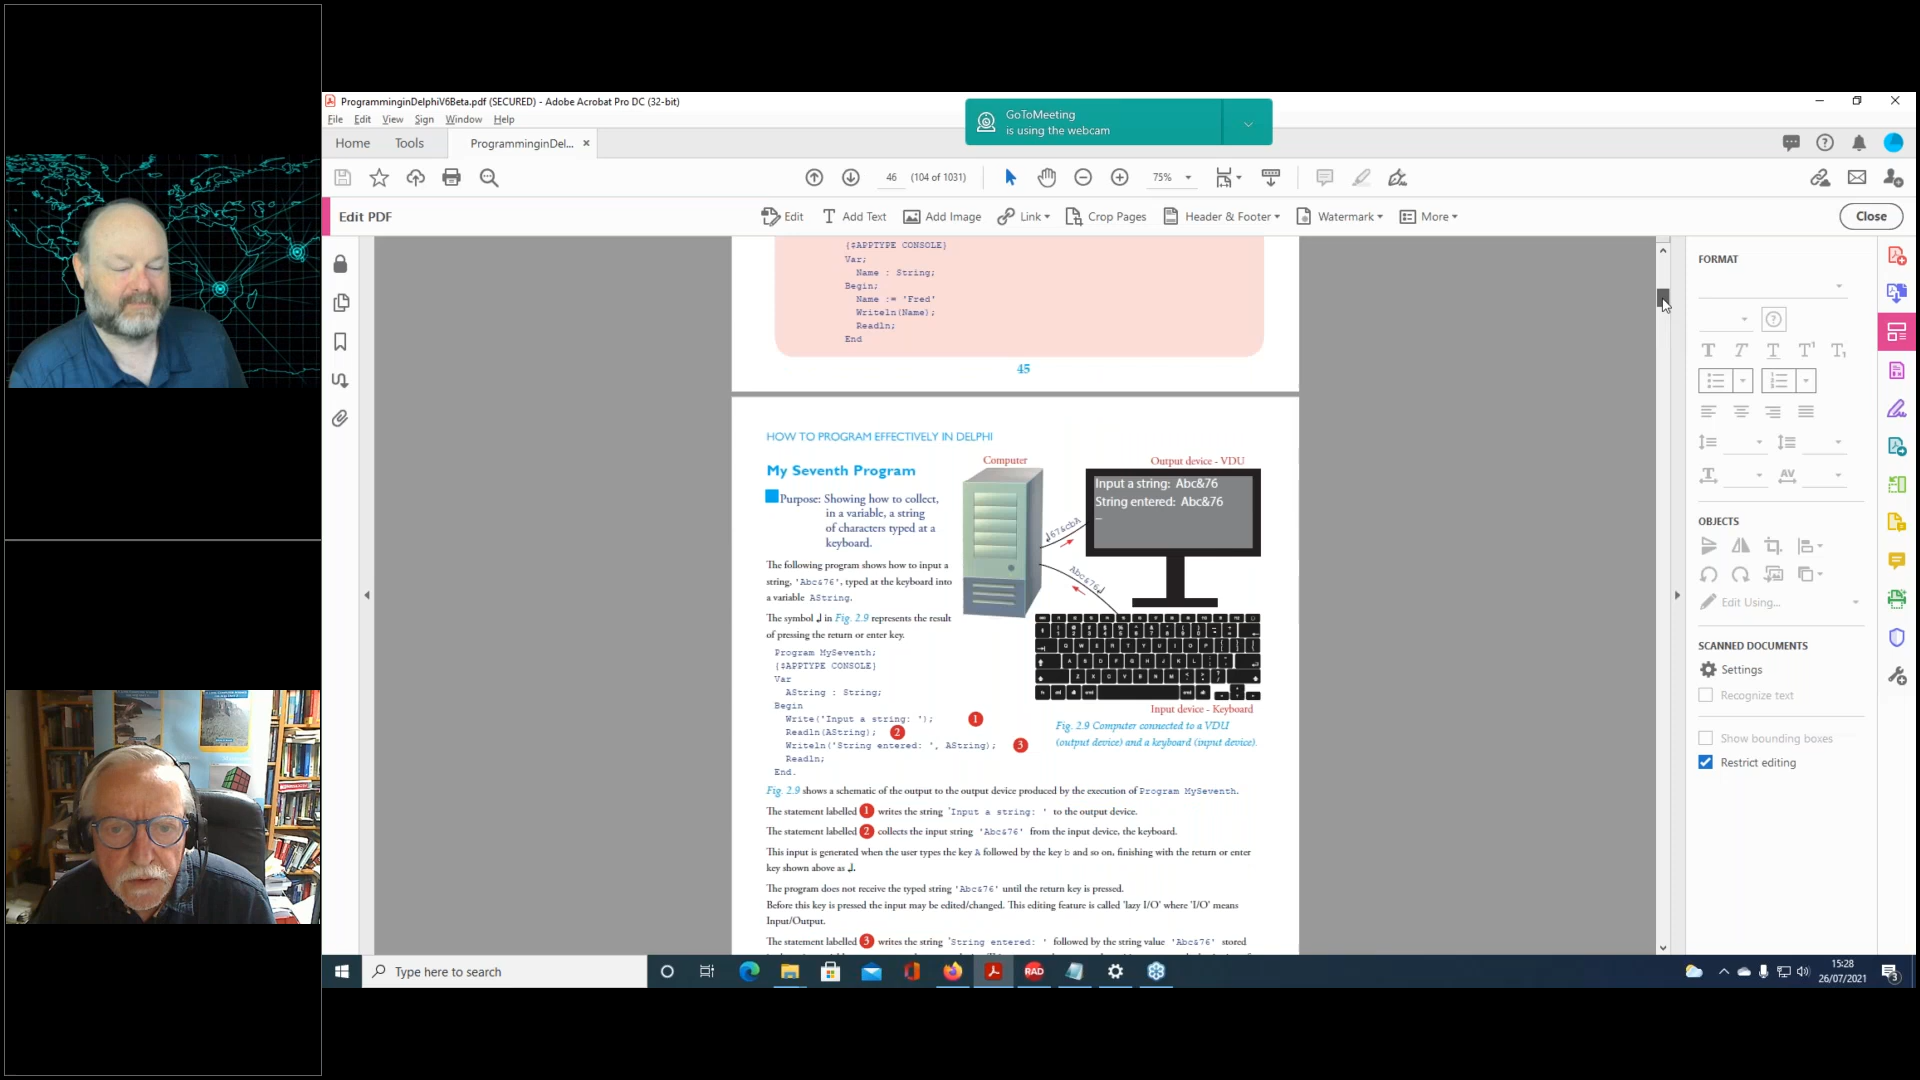 ProgramminginDelphiV6Beta.pdf (SECURED) - Adobe Acrobat Pro DC (32-bit)
File Edit View Sign Window Help
GoToMeeting
is using the webcam
Home Tools ProgramminginDel... ×
46 (104 of 1031) 75%
Edit PDF Edit Add Text Add Image Link Crop Pages Header & Footer Watermark More Close
{$APPTYPE CONSOLE}
Var;
Name : String;
Begin;
Name := 'Fred'
Writeln(Name);
Readln;
End
45
HOW TO PROGRAM EFFECTIVELY IN DELPHI
My Seventh Program
Purpose: Showing how to collect,
in a variable, a string
of characters typed at a
keyboard.
The following program shows how to input a
string, 'Abc&76', typed at the keyboard into
a variable AString.
The symbol ↲ in Fig. 2.9 represents the result
of pressing the return or enter key.
Program MySeventh;
{$APPTYPE CONSOLE}
Var
AString : String;
Begin
Write('Input a string: '); 1
Readln(AString); 2
Writeln('String entered: ', AString); 3
Readln;
End.
Computer
Output device - VDU
Input a string: Abc&76
String entered: Abc&76
_
↲67&cbA
Abc&76↲
Input device - Keyboard
Fig. 2.9 Computer connected to a VDU
(output device) and a keyboard (input device).
Fig. 2.9 shows a schematic of the output to the output device produced by the execution of Program MySeventh.
The statement labelled 1 writes the string 'Input a string: ' to the output device.
The statement labelled 2 collects the input string 'Abc&76' from the input device, the keyboard.
This input is generated when the user types the key A followed by the key b and so on, finishing with the return or enter
key shown above as ↲.
The program does not receive the typed string 'Abc&76' until the return key is pressed.
Before this key is pressed the input may be edited/changed. This editing feature is called 'lazy I/O' where 'I/O' means
Input/Output.
The statement labelled 3 writes the string 'String entered: ' followed by the string value 'Abc&76' stored
FORMAT
OBJECTS
Edit Using...
SCANNED DOCUMENTS
Settings
Recognize text
Show bounding boxes
Restrict editing
Type here to search
RAD
15:28
26/07/2021
3